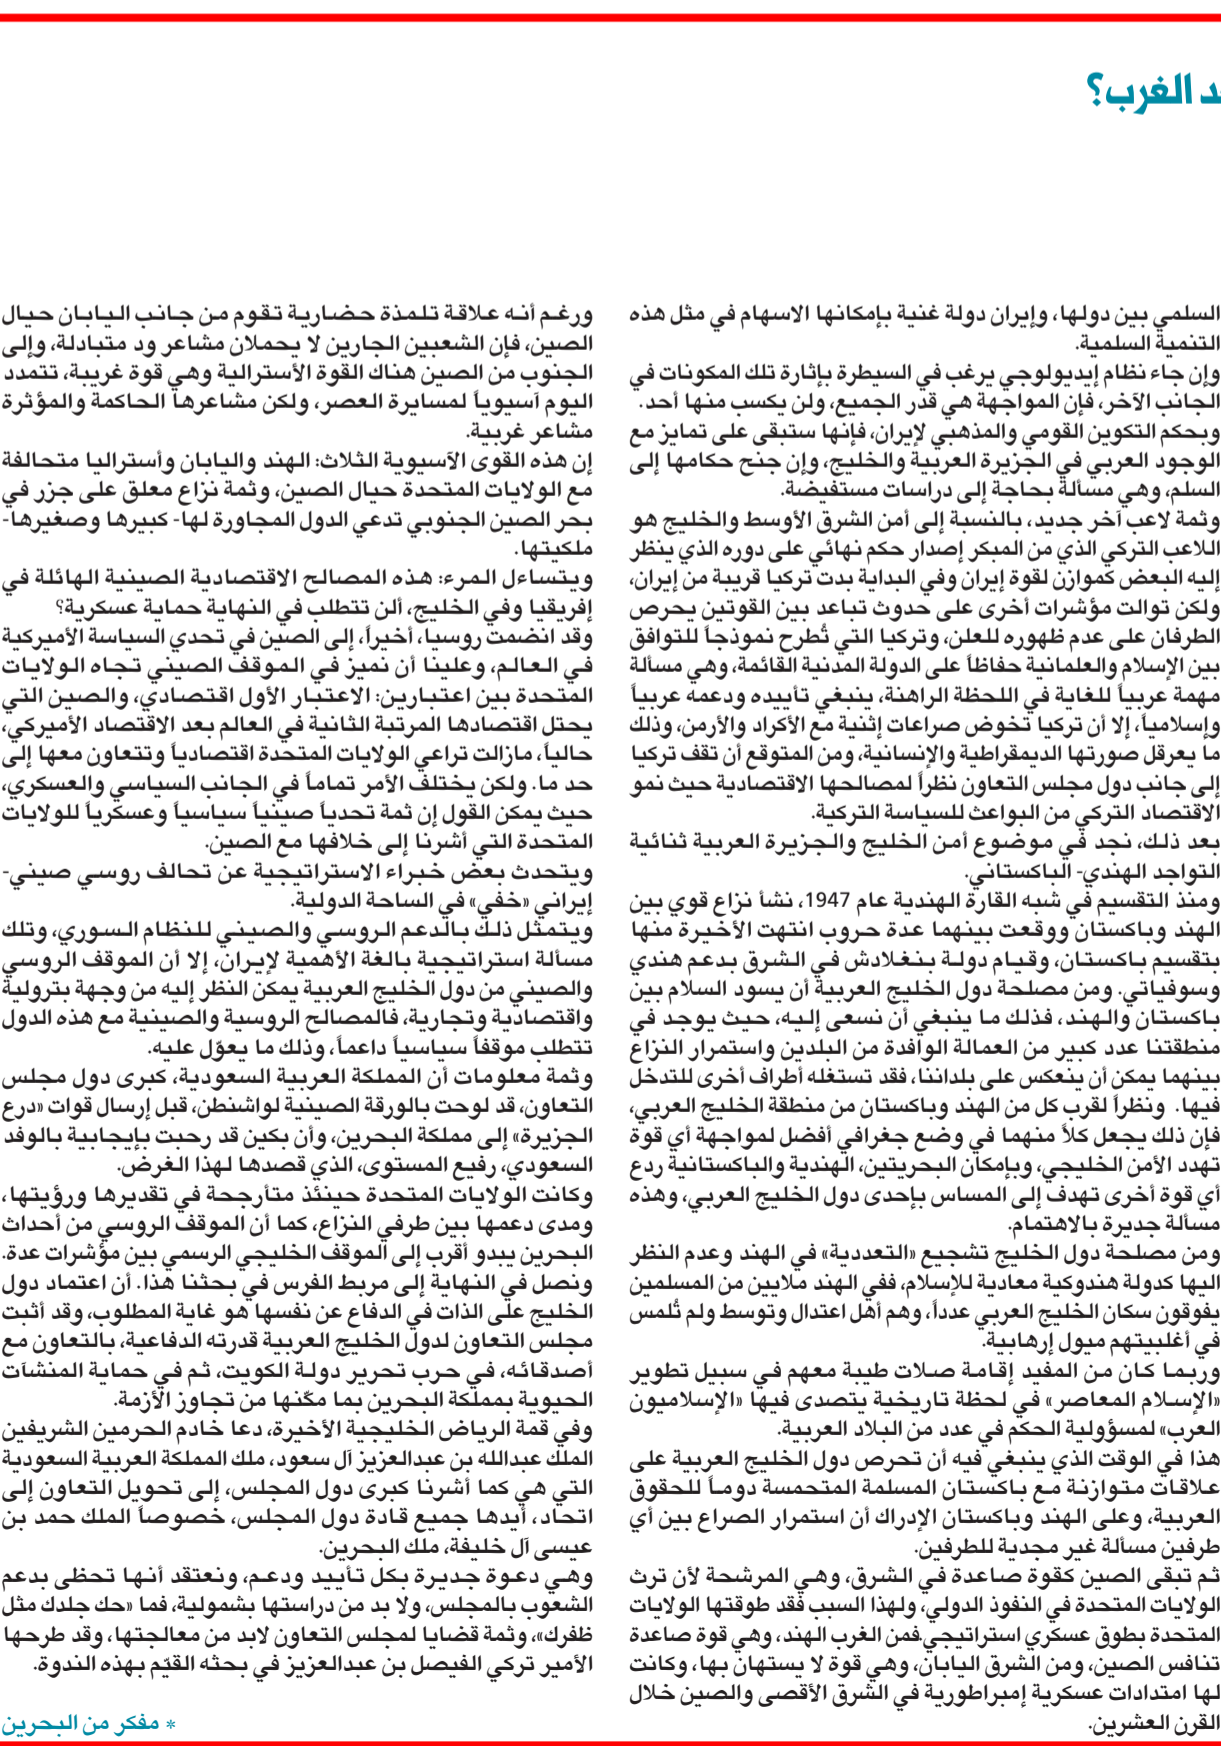 د الغرب؟
السلمي بين دولها، وإيران دولة غنية بإمكانها الاسهام في مثل هذه
التنمية السلمية.
وإن جاء نظام إيديولوجي يرغب في السيطرة بإثارة تلك المكونات في
الجانب الآخر، فإن المواجهة هي قدر الجميع، ولن يكسب منها أحد.
وبحكم التكوين القومي والمذهبي لإيران، فإنها ستبقى على تمايز مع
الوجود العربي في الجزيرة العربية والخليج، وإن جنح حكامها إلى
السلم، وهي مسألة بحاجة إلى دراسات مستفيضة.
وثمة لاعب آخر جديد، بالنسبة إلى أمن الشرق الأوسط والخليج هو
اللاعب التركي الذي من المبكر إصدار حكم نهائي على دوره الذي ينظر
إليه البعض كموازن لقوة إيران وفي البداية بدت تركيا قريبة من إيران،
ولكن توالت مؤشرات أخرى على حدوث تباعد بين القوتين يحرص
الطرفان على عدم ظهوره للعلن، وتركيا التي تُطرح نموذجاً للتوافق
بين الإسلام والعلمانية حفاظاً على الدولة المدنية القائمة، وهي مسألة
مهمة عربياً للغاية في اللحظة الراهنة، ينبغي تأييده ودعمه عربياً
وإسلامياً، إلا أن تركيا تخوض صراعات إثنية مع الأكراد والأرمن، وذلك
ما يعرقل صورتها الديمقراطية والإنسانية، ومن المتوقع أن تقف تركيا
إلى جانب دول مجلس التعاون نظراً لمصالحها الاقتصادية حيث نمو
الاقتصاد التركي من البواعث للسياسة التركية.
بعد ذلك، نجد في موضوع أمن الخليج والجزيرة العربية ثنائية
التواجد الهندي- الباكستاني.
ومنذ التقسيم في شبه القارة الهندية عام 1947، نشأ نزاع قوي بين
الهند وباكستان ووقعت بينهما عدة حروب انتهت الأخيرة منها
بتقسيم باكستان، وقيام دولة بنغلادش في الشرق بدعم هندي
وسوفياتي. ومن مصلحة دول الخليج العربية أن يسود السلام بين
باكستان والهند، فذلك ما ينبغي أن نسعى إليه، حيث يوجد في
منطقتنا عدد كبير من العمالة الوافدة من البلدين واستمرار النزاع
بينهما يمكن أن ينعكس على بلداننا، فقد تستغله أطراف أخرى للتدخل
فيها. ونظراً لقرب كل من الهند وباكستان من منطقة الخليج العربي،
فإن ذلك يجعل كلاً منهما في وضع جغرافي أفضل لمواجهة أي قوة
تهدد الأمن الخليجي، وبإمكان البحريتين، الهندية والباكستانية ردع
أي قوة أخرى تهدف إلى المساس بإحدى دول الخليج العربي، وهذه
مسألة جديرة بالاهتمام.
ومن مصلحة دول الخليج تشجيع «التعددية» في الهند وعدم النظر
اليها كدولة هندوكية معادية للإسلام، ففي الهند ملايين من المسلمين
يفوقون سكان الخليج العربي عدداً، وهم أهل اعتدال وتوسط ولم تُلمس
في أغلبيتهم ميول إرهابية.
وربما كان من المفيد إقامة صلات طيبة معهم في سبيل تطوير
«الإسلام المعاصر» في لحظة تاريخية يتصدى فيها «الإسلاميون
العرب» لمسؤولية الحكم في عدد من البلاد العربية.
هذا في الوقت الذي ينبغي فيه أن تحرص دول الخليج العربية على
علاقات متوازنة مع باكستان المسلمة المتحمسة دوماً للحقوق
العربية، وعلى الهند وباكستان الإدراك أن استمرار الصراع بين أي
طرفين مسألة غير مجدية للطرفين.
ثم تبقى الصين كقوة صاعدة في الشرق، وهي المرشحة لأن ترث
الولايات المتحدة في النفوذ الدولي، ولهذا السبب فقد طوقتها الولايات
المتحدة بطوق عسكري استراتيجي.فمن الغرب الهند، وهي قوة صاعدة
تنافس الصين، ومن الشرق اليابان، وهي قوة لا يستهان بها، وكانت
لها امتدادات عسكرية إمبراطورية في الشرق الأقصى والصين خلال
القرن العشرين.
ورغم أنه علاقة تلمذة حضارية تقوم من جانب اليابان حيال
الصين، فإن الشعبين الجارين لا يحملان مشاعر ود متبادلة، وإلى
الجنوب من الصين هناك القوة الأسترالية وهي قوة غريبة، تتمدد
اليوم آسيوياً لمسايرة العصر، ولكن مشاعرها الحاكمة والمؤثرة
مشاعر غربية.
إن هذه القوى الآسيوية الثلاث: الهند واليابان وأستراليا متحالفة
مع الولايات المتحدة حيال الصين، وثمة نزاع معلق على جزر في
بحر الصين الجنوبي تدعي الدول المجاورة لها- كبيرها وصغيرها-
ملكيتها.
ويتساءل المرء: هذه المصالح الاقتصادية الصينية الهائلة في
إفريقيا وفي الخليج، ألن تتطلب في النهاية حماية عسكرية؟
وقد انضمت روسيا، أخيراً، إلى الصين في تحدي السياسة الأميركية
في العالم، وعلينا أن نميز في الموقف الصيني تجاه الولايات
المتحدة بين اعتبارين: الاعتبار الأول اقتصادي، والصين التي
يحتل اقتصادها المرتبة الثانية في العالم بعد الاقتصاد الأميركي،
حالياً، مازالت تراعي الولايات المتحدة اقتصادياً وتتعاون معها إلى
حد ما. ولكن يختلف الأمر تماماً في الجانب السياسي والعسكري،
حيث يمكن القول إن ثمة تحدياً صينياً سياسياً وعسكرياً للولايات
المتحدة التي أشرنا إلى خلافها مع الصين.
ويتحدث بعض خبراء الاستراتيجية عن تحالف روسي صيني-
إيراني «خفي» في الساحة الدولية.
ويتمثل ذلك بالدعم الروسي والصيني للنظام السوري، وتلك
مسألة استراتيجية بالغة الأهمية لإيران، إلا أن الموقف الروسي
والصيني من دول الخليج العربية يمكن النظر إليه من وجهة بترولية
واقتصادية وتجارية، فالمصالح الروسية والصينية مع هذه الدول
تتطلب موقفاً سياسياً داعماً، وذلك ما يعوّل عليه.
وثمة معلومات أن المملكة العربية السعودية، كبرى دول مجلس
التعاون، قد لوحت بالورقة الصينية لواشنطن، قبل إرسال قوات «درع
الجزيرة» إلى مملكة البحرين، وأن بكين قد رحبت بإيجابية بالوفد
السعودي، رفيع المستوى، الذي قصدها لهذا الغرض.
وكانت الولايات المتحدة حينئذ متأرجحة في تقديرها ورؤيتها،
ومدى دعمها بين طرفي النزاع، كما أن الموقف الروسي من أحداث
البحرين يبدو أقرب إلى الموقف الخليجي الرسمي بين مؤشرات عدة.
ونصل في النهاية إلى مربط الفرس في بحثنا هذا. أن اعتماد دول
الخليج على الذات في الدفاع عن نفسها هو غاية المطلوب، وقد أثبت
مجلس التعاون لدول الخليج العربية قدرته الدفاعية، بالتعاون مع
أصدقائه، في حرب تحرير دولة الكويت، ثم في حماية المنشآت
الحيوية بمملكة البحرين بما مكّنها من تجاوز الأزمة.
وفي قمة الرياض الخليجية الأخيرة، دعا خادم الحرمين الشريفين
الملك عبدالله بن عبدالعزيز آل سعود، ملك المملكة العربية السعودية
التي هي كما أشرنا كبرى دول المجلس، إلى تحويل التعاون إلى
اتحاد، أيدها جميع قادة دول المجلس، خصوصاً الملك حمد بن
عيسى آل خليفة، ملك البحرين.
وهي دعوة جديرة بكل تأييد ودعم، ونعتقد أنها تحظى بدعم
الشعوب بالمجلس، ولا بد من دراستها بشمولية، فما «حك جلدك مثل
ظفرك»، وثمة قضايا لمجلس التعاون لابد من معالجتها، وقد طرحها
الأمير تركي الفيصل بن عبدالعزيز في بحثه القيّم بهذه الندوة.
* مفكر من البحرين